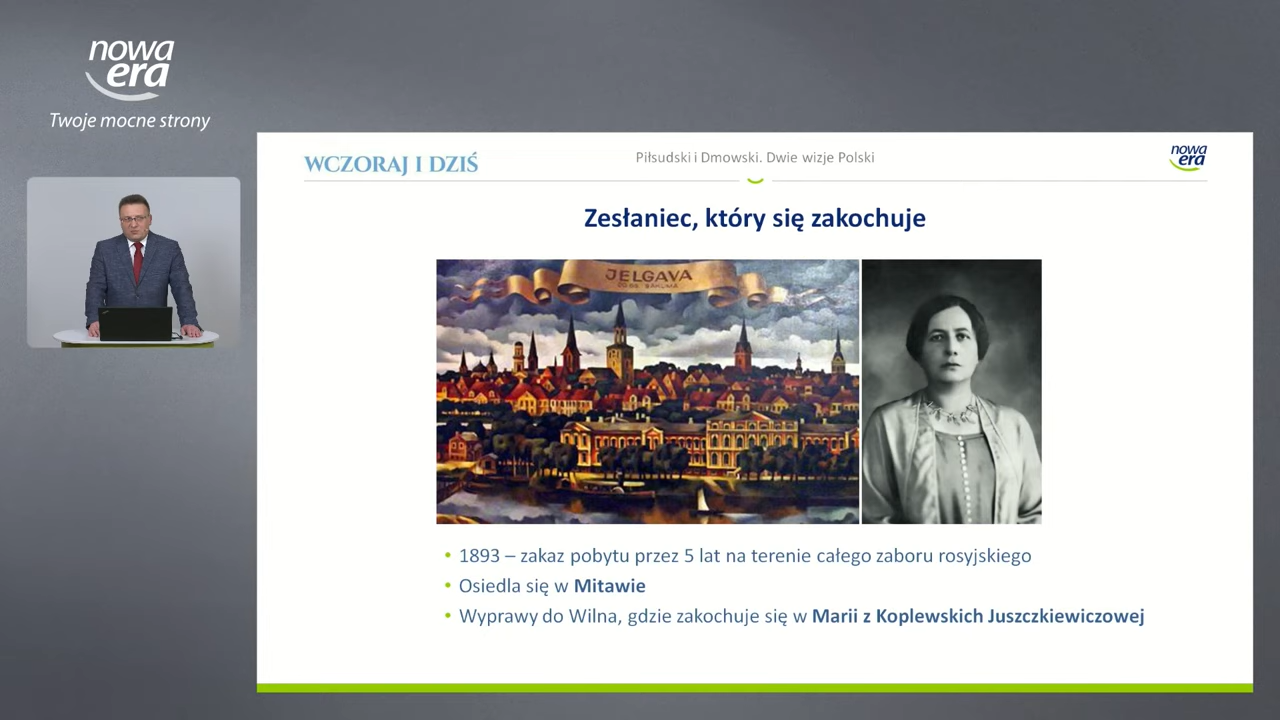 nowa
era
Twoje mocne strony
WCZORAJ I DZIŚ
Piłsudski i Dmowski. Dwie wizje Polski
nowa
era
Zesłaniec, który się zakochuje
JELGAVA
• 1893 – zakaz pobytu przez 5 lat na terenie całego zaboru rosyjskiego
• Osiedla się w Mitawie
• Wyprawy do Wilna, gdzie zakochuje się w Marii z Koplewskich Juszczkiewiczowej